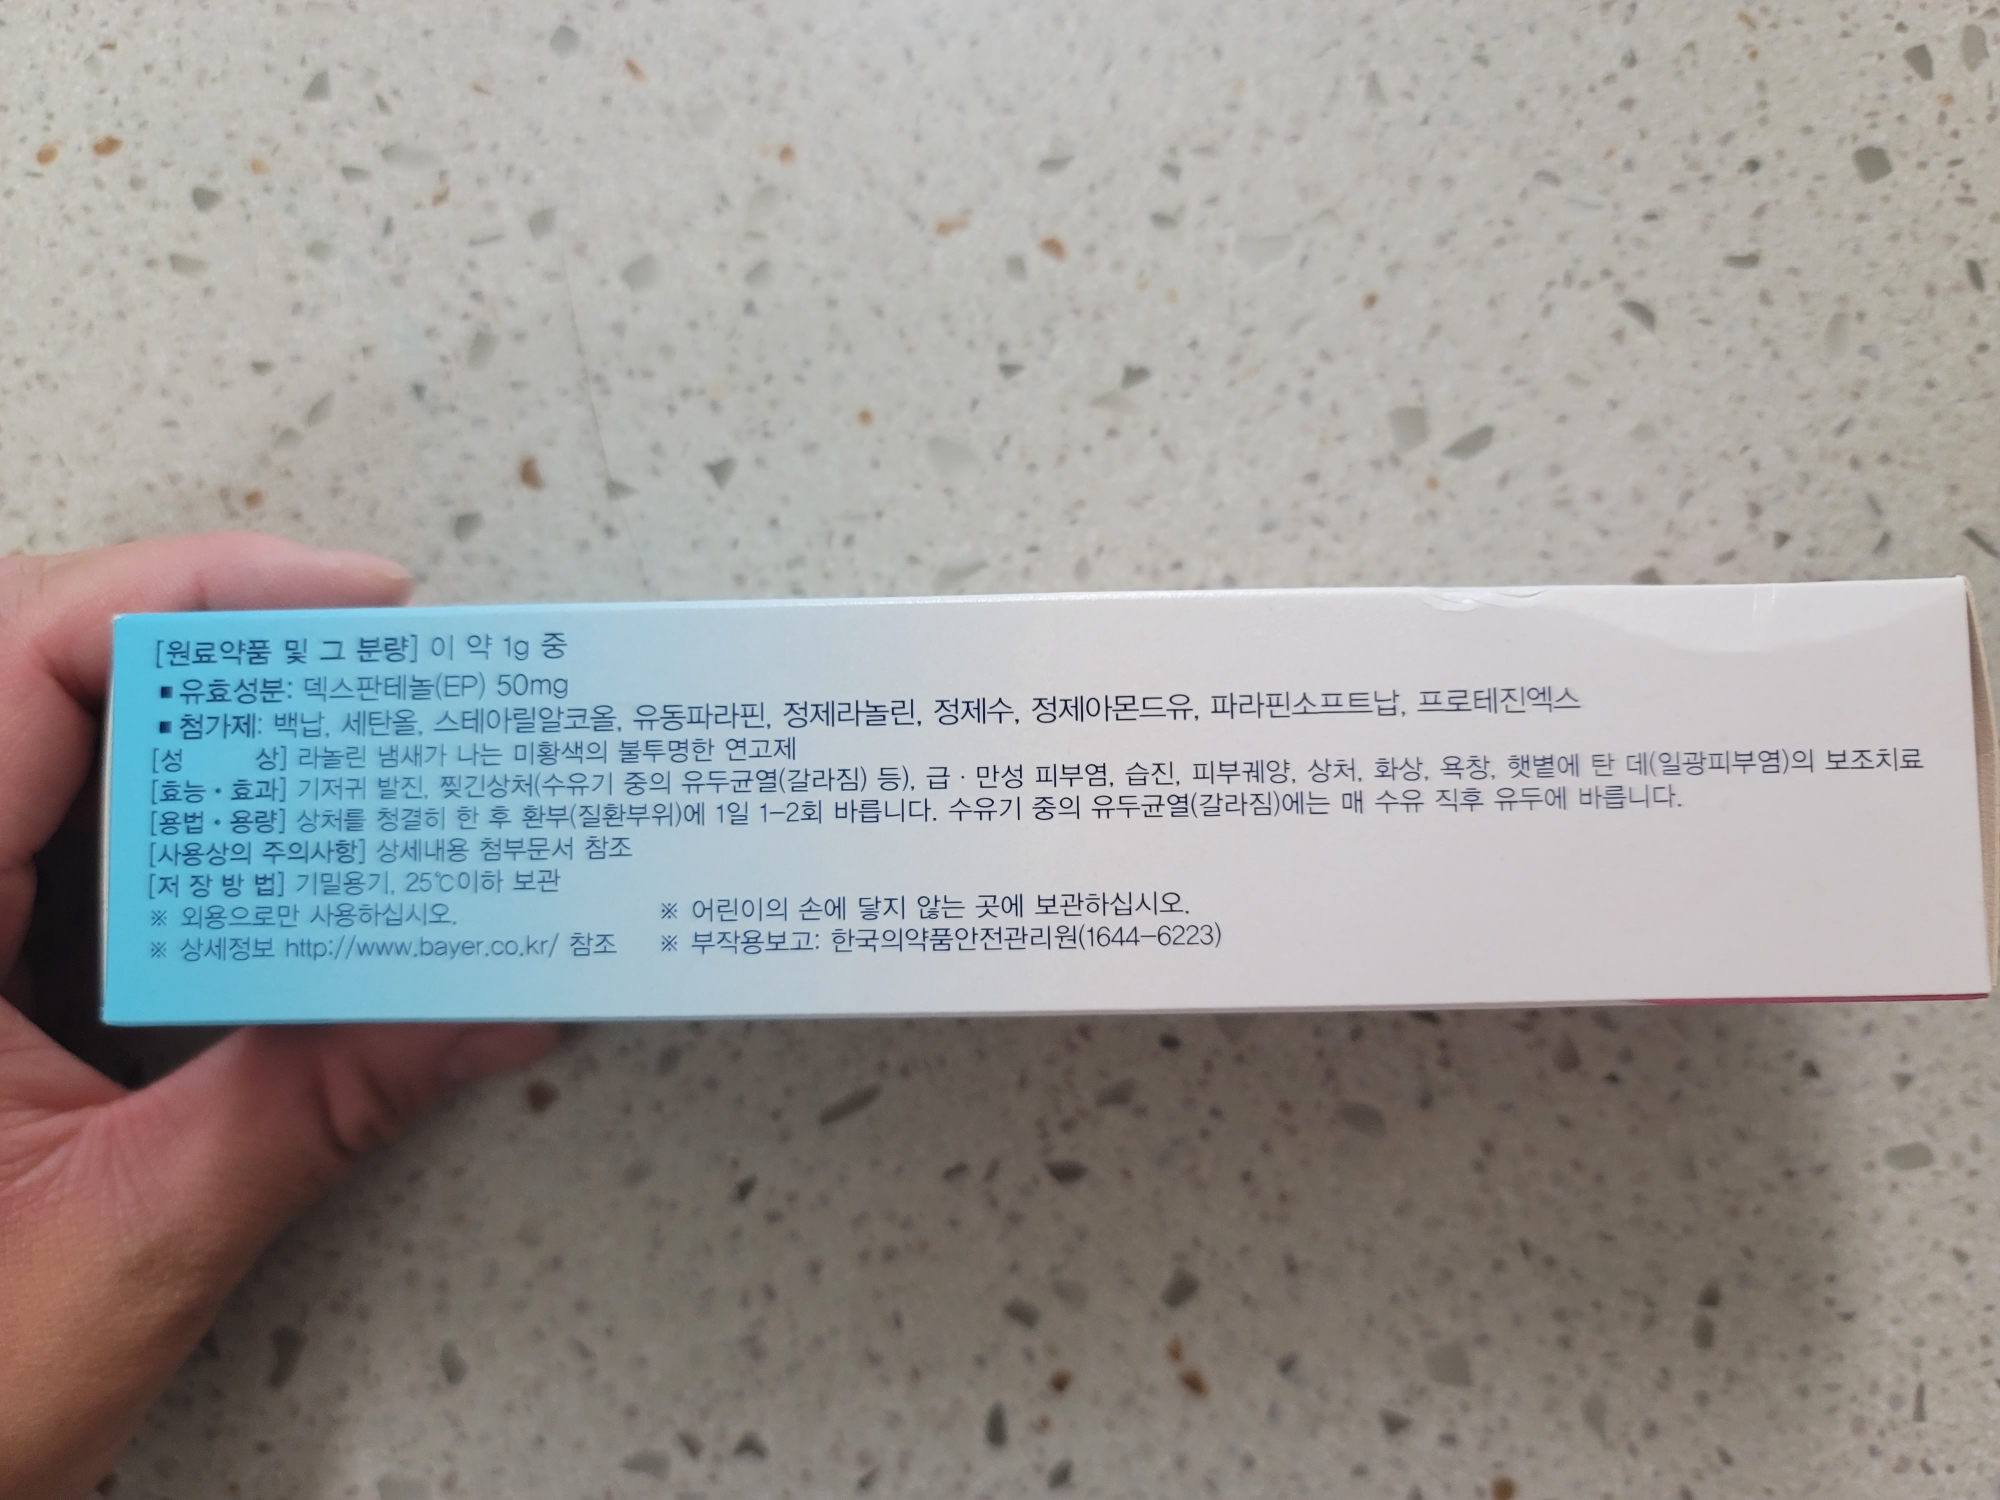 [원료약품 및 그 분량] 이 약 1g 중
▪ 유효성분: 덱스판테놀(EP) 50mg
▪ 첨가제: 백납, 세탄올, 스테아릴알코올, 유동파라핀, 정제라놀린, 정제수, 정제아몬드유, 파라핀소프트납, 프로테진엑스
[성 상] 라놀린 냄새가 나는 미황색의 불투명한 연고제
[효능・효과] 기저귀 발진, 찢긴상처(수유기 중의 유두균열(갈라짐) 등), 급·만성 피부염, 습진, 피부궤양, 상처, 화상, 욕창, 햇볕에 탄 데(일광피부염)의 보조치료
[용법・용량] 상처를 청결히 한 후 환부(질환부위)에 1일 1-2회 바릅니다. 수유기 중의 유두균열(갈라짐)에는 매 수유 직후 유두에 바릅니다.
[사용상의 주의사항] 상세내용 첨부문서 참조
[저 장 방 법] 기밀용기, 25℃이하 보관
※ 외용으로만 사용하십시오. ※ 어린이의 손에 닿지 않는 곳에 보관하십시오.
※ 상세정보 http://www.bayer.co.kr/ 참조 ※ 부작용보고: 한국의약품안전관리원(1644-6223)